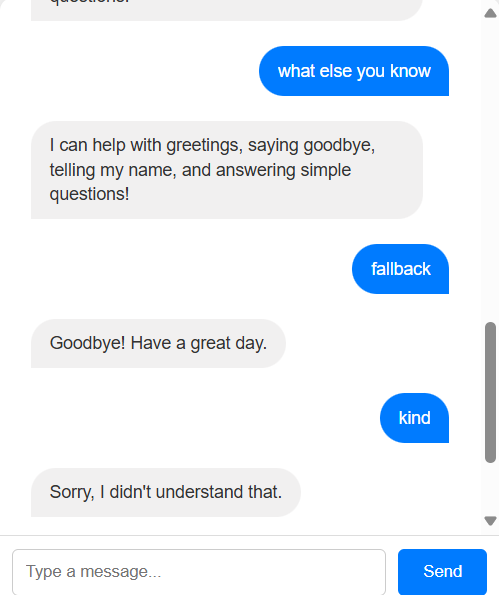 what else you know
I can help with greetings, saying goodbye,
telling my name, and answering simple
questions!
fallback
Goodbye! Have a great day.
kind
Sorry, I didn't understand that.
Type a message...
Send